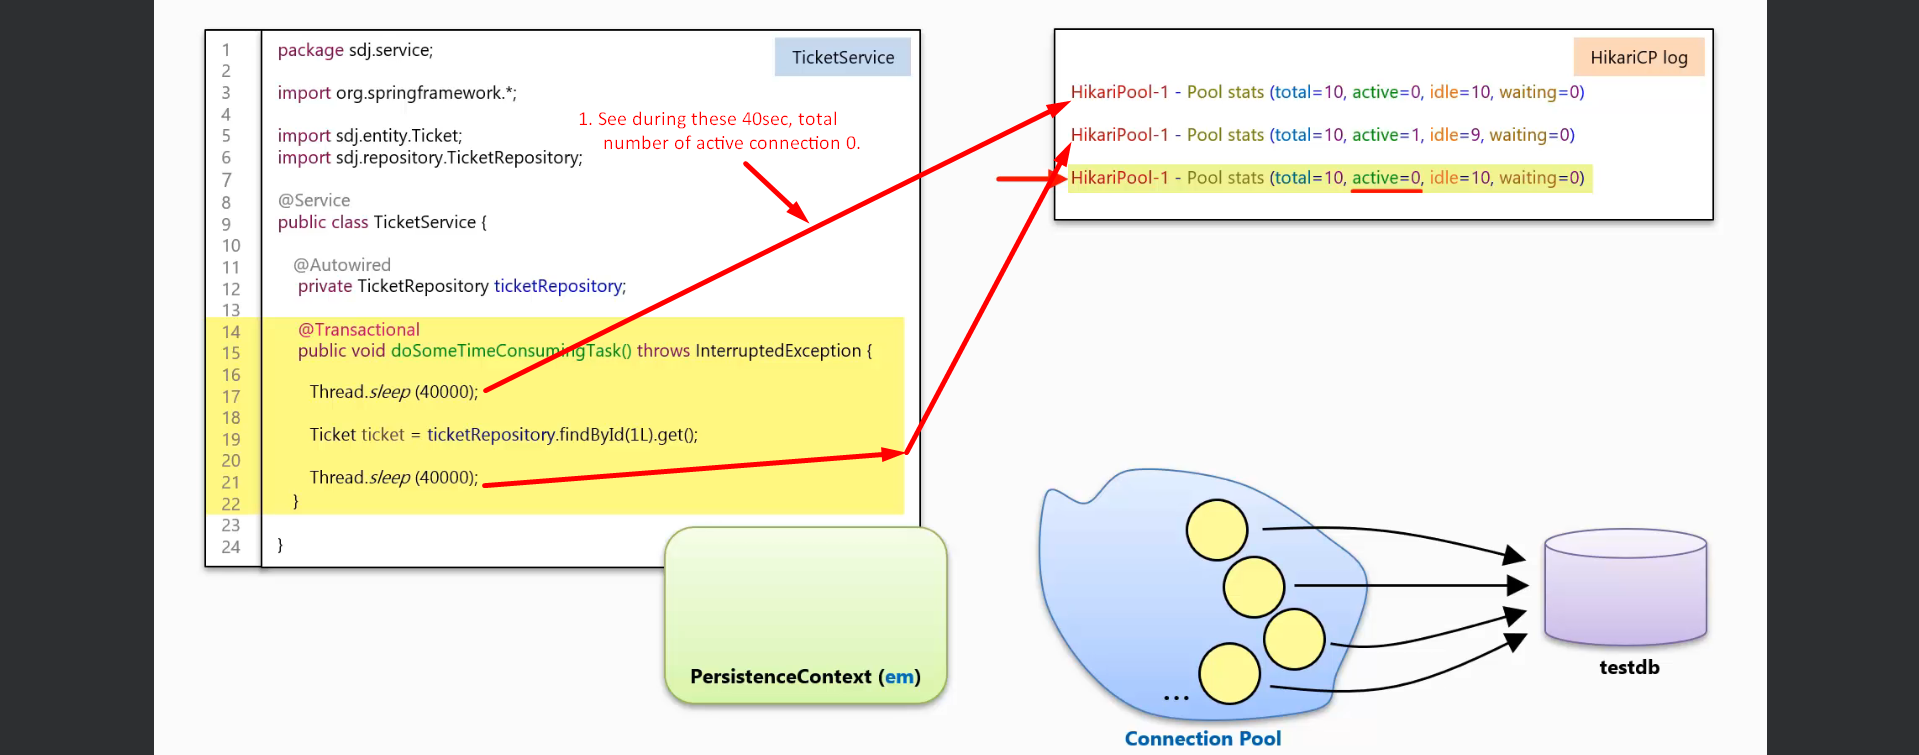 TicketService
1 package sdj.service;
2
3 import org.springframework.*;
4
5 import sdj.entity.Ticket;
6 import sdj.repository.TicketRepository;
7
8 @Service
9 public class TicketService {
10
11 @Autowired
12 private TicketRepository ticketRepository;
13
14 @Transactional
15 public void doSomeTimeConsumingTask() throws InterruptedException {
16
17 Thread.sleep (40000);
18
19 Ticket ticket = ticketRepository.findById(1L).get();
20
21 Thread.sleep (40000);
22 }
23
24 }
1. See during these 40sec, total
number of active connection 0.
HikariCP log
HikariPool-1 - Pool stats (total=10, active=0, idle=10, waiting=0)
HikariPool-1 - Pool stats (total=10, active=1, idle=9, waiting=0)
HikariPool-1 - Pool stats (total=10, active=0, idle=10, waiting=0)
PersistenceContext (em)
...
Connection Pool
testdb